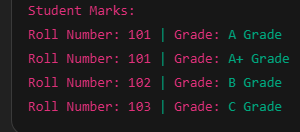 Student Marks:
Roll Number: 101 | Grade: A Grade
Roll Number: 101 | Grade: A+ Grade
Roll Number: 102 | Grade: B Grade
Roll Number: 103 | Grade: C Grade